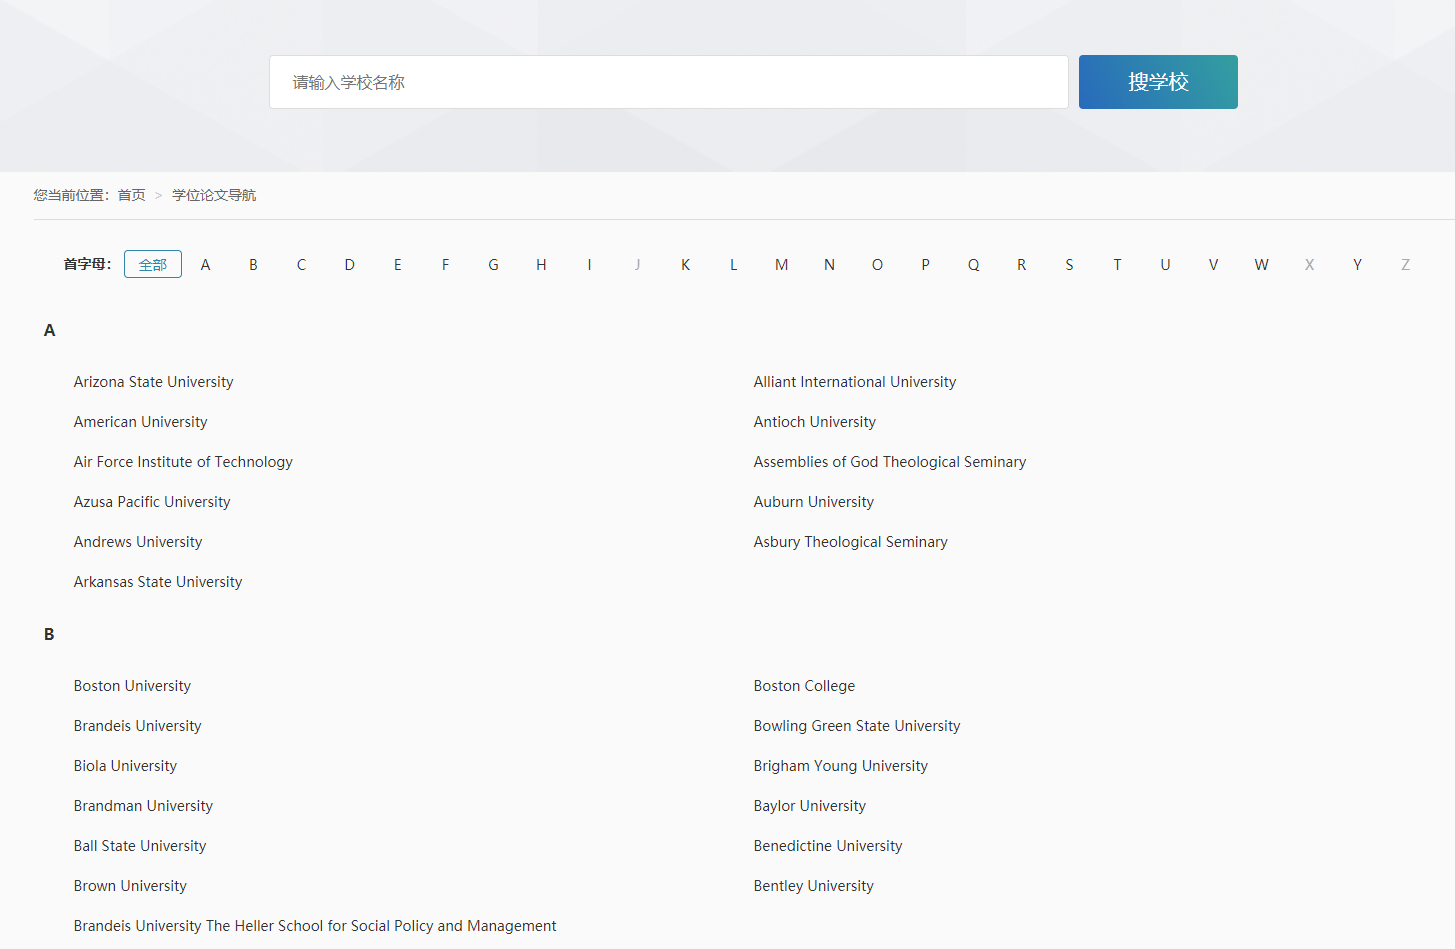 请输入学校名称 搜学校
您当前位置：首页 > 学位论文导航
首字母： 全部 A B C D E F G H I J K L M N O P Q R S T U V W X Y Z
A
Arizona State University Alliant International University
American University Antioch University
Air Force Institute of Technology Assemblies of God Theological Seminary
Azusa Pacific University Auburn University
Andrews University Asbury Theological Seminary
Arkansas State University
B
Boston University Boston College
Brandeis University Bowling Green State University
Biola University Brigham Young University
Brandman University Baylor University
Ball State University Benedictine University
Brown University Bentley University
Brandeis University The Heller School for Social Policy and Management